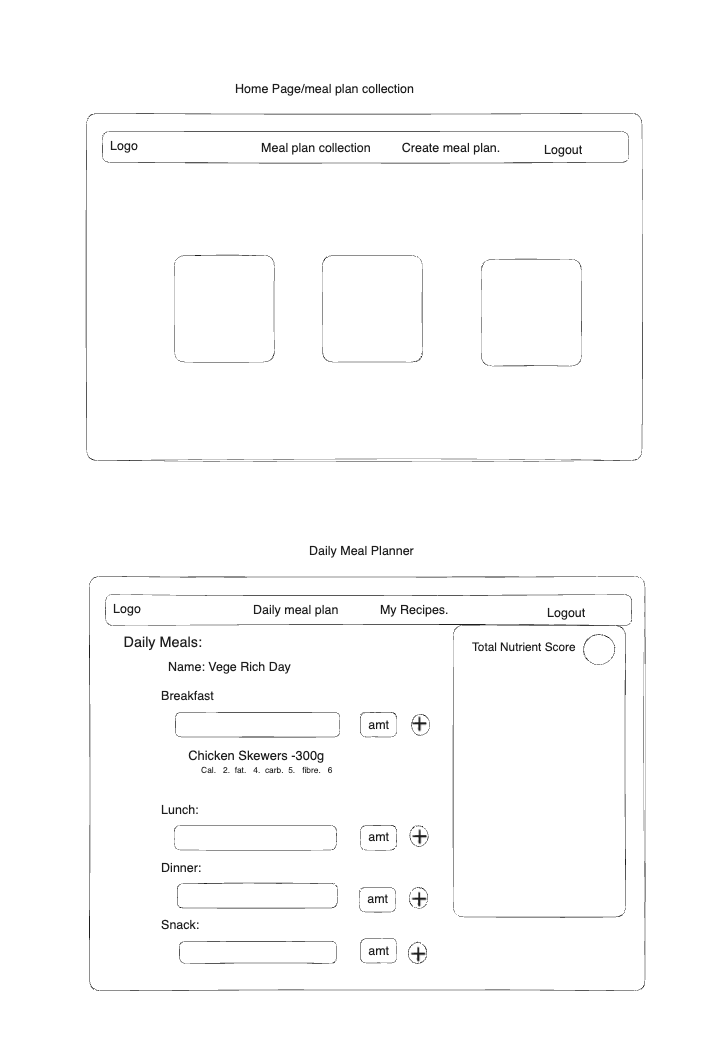 Home Page/meal plan collection
Logo Meal plan collection Create meal plan. Logout
Daily Meal Planner
Logo Daily meal plan My Recipes. Logout
Daily Meals:
Total Nutrient Score
Name: Vege Rich Day
Breakfast
amt +
Chicken Skewers -300g
Cal. 2. fat. 4. carb. 5. fibre. 6
Lunch:
amt +
Dinner:
amt +
Snack:
amt +